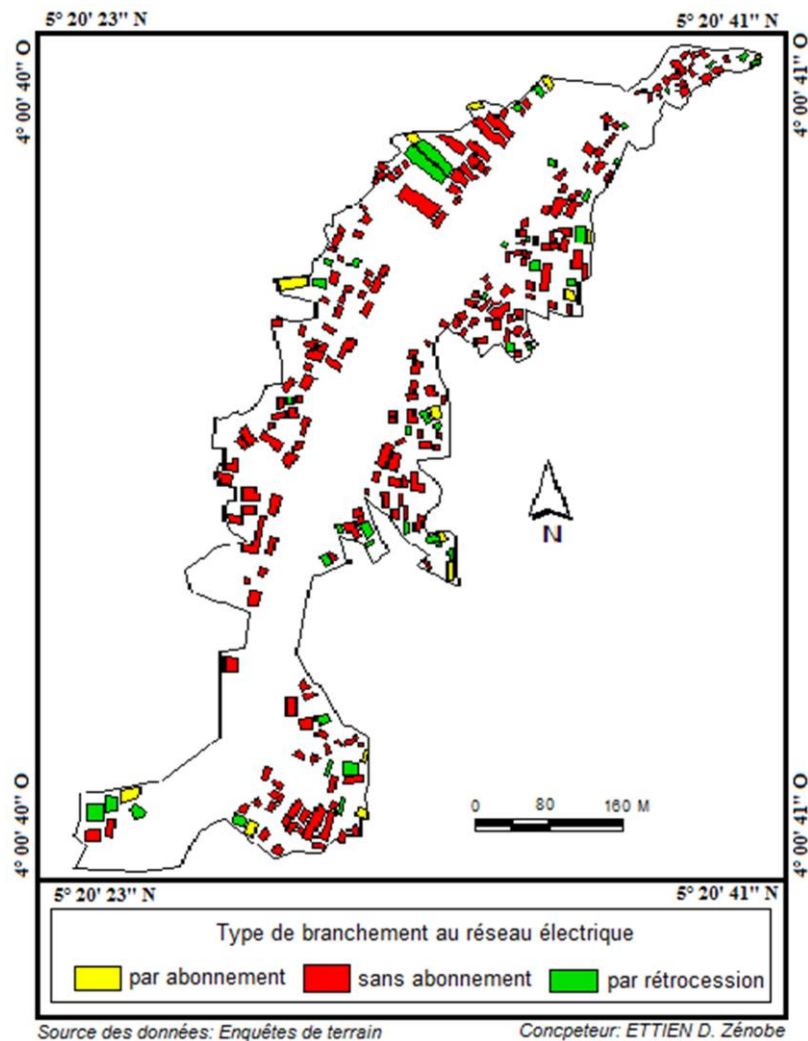 5° 20' 23'' N 5° 20' 41'' N
4° 00' 40'' O 4° 00' 41'' O
N
4° 00' 40'' O 4° 00' 41'' O
0 80 160 M
5° 20' 23'' N 5° 20' 41'' N
Type de branchement au réseau électrique
par abonnement sans abonnement par rétrocession
Source des données: Enquêtes de terrain Concpeteur: ETTIEN D. Zénobe